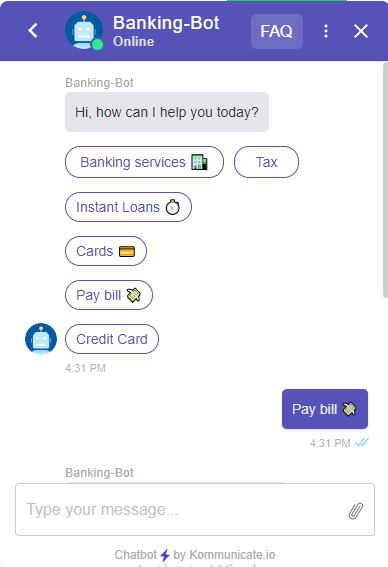 Banking-Bot
Online
FAQ
Banking-Bot
Hi, how can I help you today?
Banking services 🏢 Tax
Instant Loans ⏱
Cards 💳
Pay bill 💸
Credit Card
4:31 PM
Pay bill 💸
4:31 PM
Banking-Bot
Type your message...
Chatbot ⚡ by Kommunicate.io